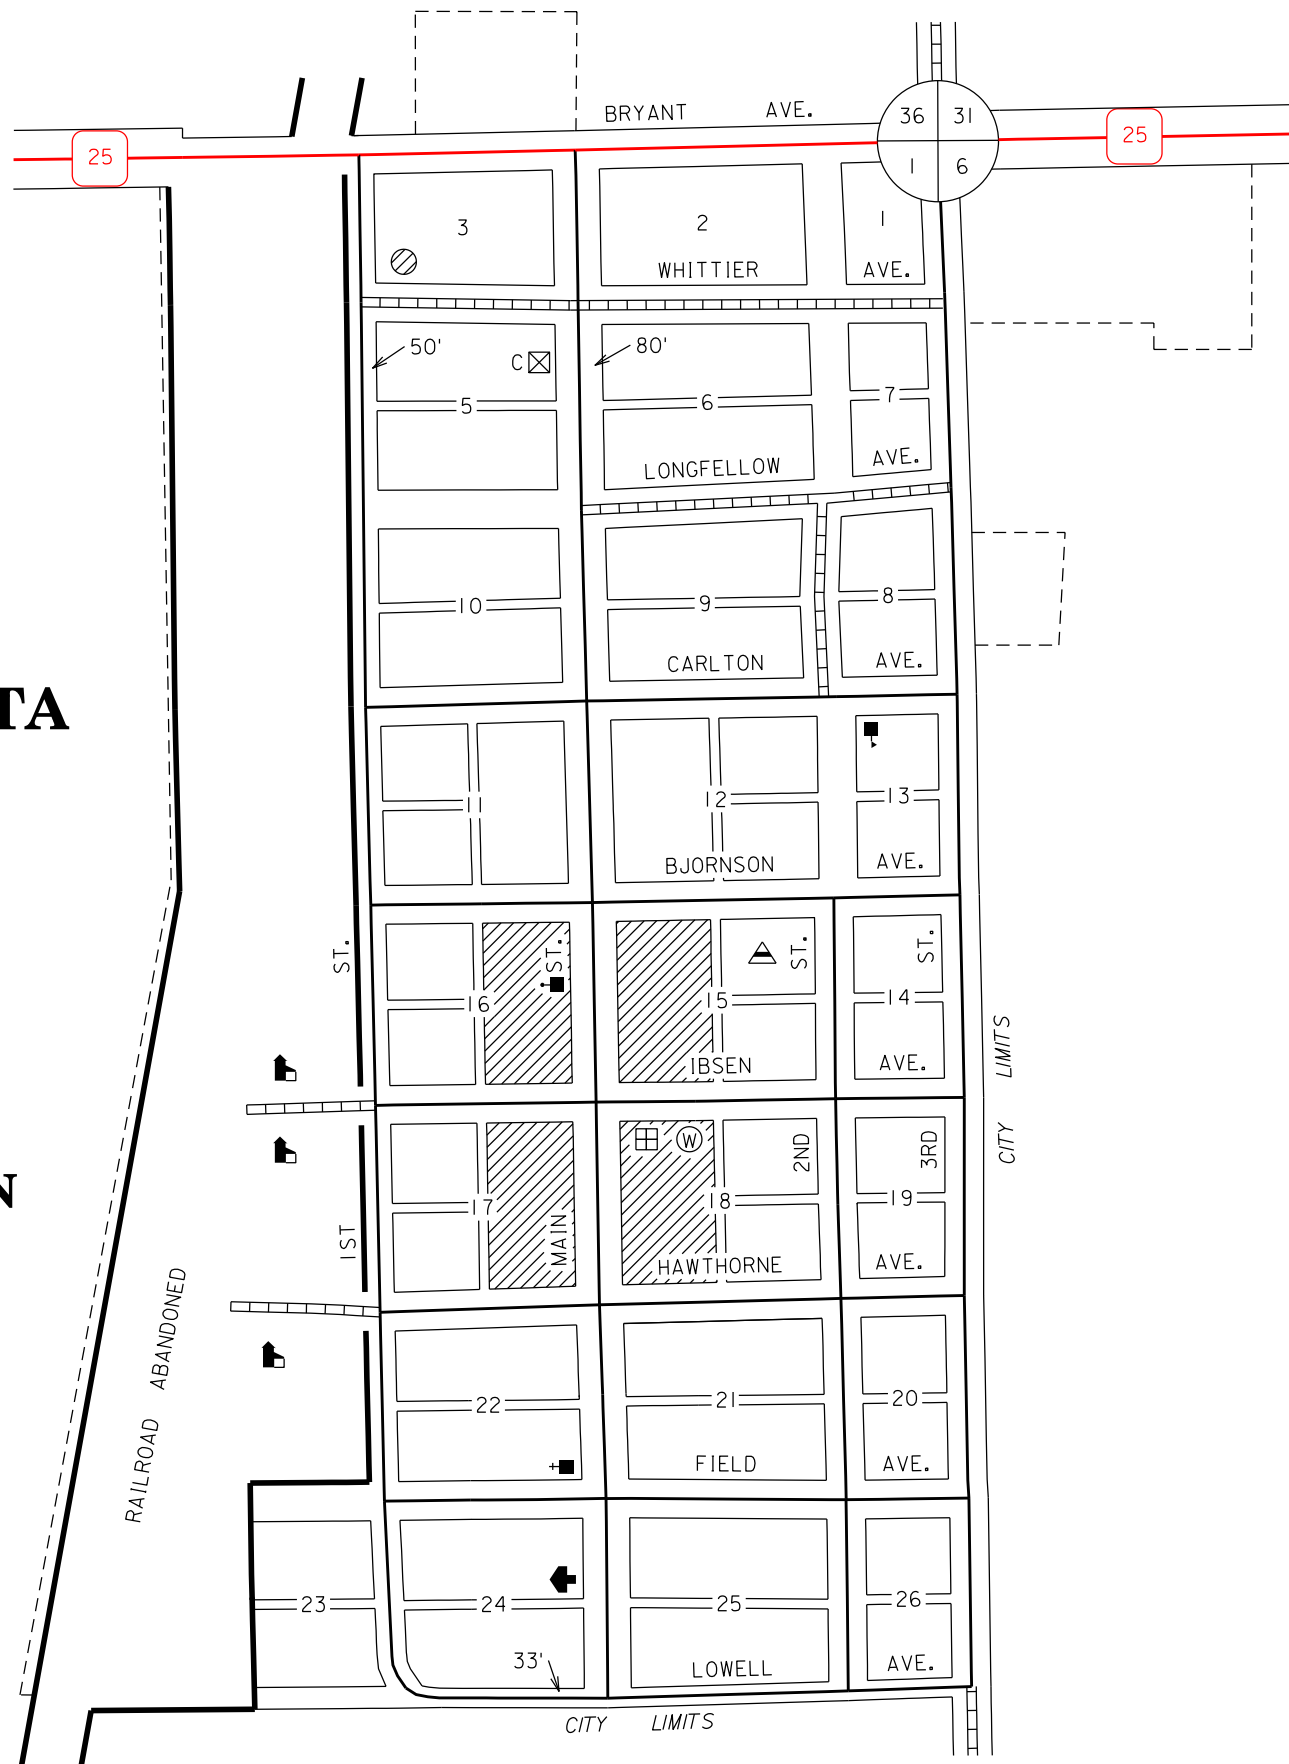 BRYANT AVE.
36 31
25
25
1 6
3
2
1
WHITTIER AVE.
50'
C
80'
5
6
7
LONGFELLOW AVE.
10
9
8
CARLTON AVE.
TA
11
12
13
BJORNSON AVE.
ST.
ST.
ST.
ST.
16
15
14
IBSEN AVE.
CITY LIMITS
W
2ND
3RD
N
17
18
19
1ST
MAIN
HAWTHORNE AVE.
RAILROAD ABANDONED
22
21
20
FIELD AVE.
23
24
25
26
33'
LOWELL AVE.
CITY LIMITS